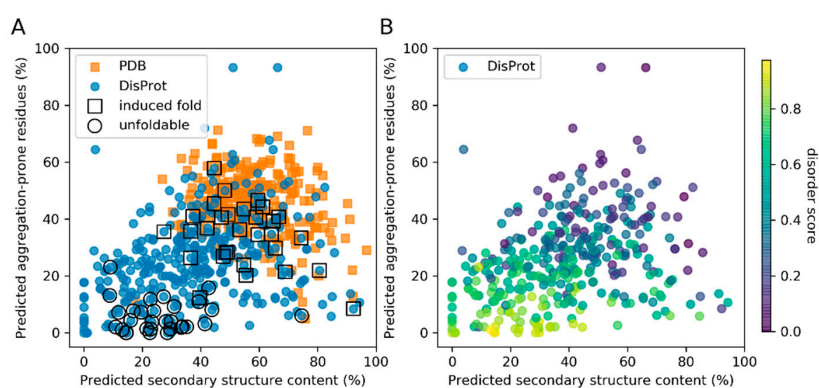 A
B
Predicted aggregation-prone residues (%)
100
80
60
40
20
0
PDB
DisProt
induced fold
unfoldable
0 20 40 60 80 100
Predicted secondary structure content (%)
Predicted aggregation-prone residues (%)
100
80
60
40
20
0
DisProt
0 20 40 60 80 100
Predicted secondary structure content (%)
0.8
0.6
0.4
0.2
0.0
disorder score